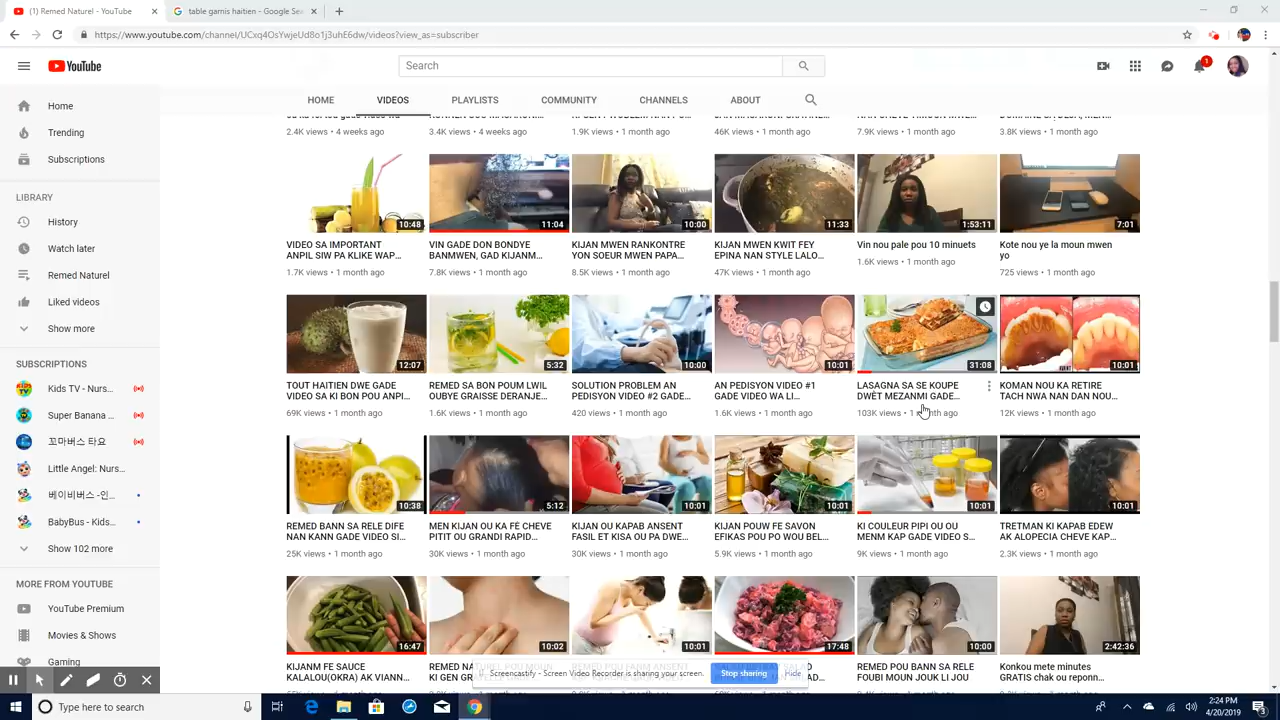 (1) Remed Naturel - YouTube
table garnis haitien - Google Sea
https://www.youtube.com/channel/UCxq4OsYwjeUd8o1j3uhE6dw/videos?view_as=subscriber
YouTube
Search
1
HOME VIDEOS PLAYLISTS COMMUNITY CHANNELS ABOUT
Home
Trending
Subscriptions
LIBRARY
History
Watch later
Remed Naturel
Liked videos
Show more
SUBSCRIPTIONS
Kids TV - Nurs...
Super Banana ...
꼬마버스 타요
Little Angel: Nurs...
베이비버스 -인...
BabyBus - Kids...
Show 102 more
MORE FROM YOUTUBE
YouTube Premium
Movies & Shows
Gaming
2.4K views • 4 weeks ago
3.4K views • 4 weeks ago
1.9K views • 1 month ago
46K views • 1 month ago
7.9K views • 1 month ago
3.8K views • 1 month ago
10:48
VIDEO SA IMPORTANT
ANPIL SIW PA KLIKE WAP...
1.7K views • 1 month ago
11:04
VIN GADE DON BONDYE
BANMWEN, GAD KIJANM...
7.8K views • 1 month ago
10:00
KIJAN MWEN RANKONTRE
YON SOEUR MWEN PAPA...
8.5K views • 1 month ago
11:33
KIJAN MWEN KWIT FEY
EPINA NAN STYLE LALO...
47K views • 1 month ago
1:53:11
Vin nou pale pou 10 minuets
1.6K views • 1 month ago
7:01
Kote nou ye la moun mwen
yo
725 views • 1 month ago
12:07
TOUT HAITIEN DWE GADE
VIDEO SA KI BON POU ANPI...
69K views • 1 month ago
5:32
REMED SA BON POUM LWIL
OUBYE GRAISSE DERANJE...
1.6K views • 1 month ago
10:00
SOLUTION PROBLEM AN
PEDISYON VIDEO #2 GADE...
420 views • 1 month ago
10:01
AN PEDISYON VIDEO #1
GADE VIDEO WA LI...
1.6K views • 1 month ago
31:08
LASAGNA SA SE KOUPE
DWÈT MEZANMI GADE...
103K views • 1 month ago
10:01
KOMAN NOU KA RETIRE
TACH NWA NAN DAN NOU...
12K views • 1 month ago
10:38
REMED BANN SA RELE DIFE
NAN KANN GADE VIDEO SI...
25K views • 1 month ago
5:12
MEN KIJAN OU KA FÈ CHEVE
PITIT OU GRANDI RAPID...
30K views • 1 month ago
10:01
KIJAN OU KAPAB ANSENT
FASIL ET KISA OU PA DWE...
30K views • 1 month ago
10:01
KIJAN POUW FE SAVON
EFIKAS POU PO WOU BEL...
5.9K views • 1 month ago
10:01
KI COULEUR PIPI OU OU
MENM KAP GADE VIDEO S...
9K views • 1 month ago
10:01
TRETMAN KI KAPAB EDEW
AK ALOPECIA CHEVE KAP...
2.3K views • 1 month ago
16:47
KIJANM FE SAUCE
KALALOU(OKRA) AK VIANN...
10:02
10:01
17:48
10:00
REMED POU BANN SA RELE
FOUBI MOUN JOUK LI JOU
2:42:36
Konkou mete minutes
GRATIS chak ou reponn...
Screencastify - Screen Video Recorder is sharing your screen.
Stop sharing
Hide
Type here to search
2:24 PM
4/20/2019
3